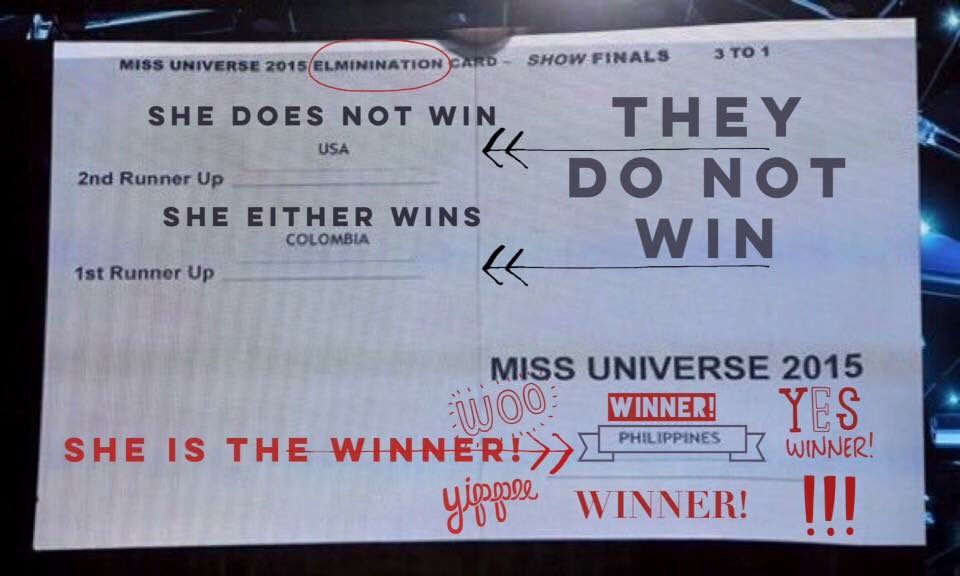 MISS UNIVERSE 2015 ELMININATION CARD - SHOW FINALS 3 TO 1
SHE DOES NOT WIN
USA
2nd Runner Up
SHE EITHER WINS
COLOMBIA
1st Runner Up
THEY
DO NOT
WIN
MISS UNIVERSE 2015
WOO
WINNER!
YES
WINNER!
SHE IS THE WINNER!
PHILIPPINES
yippee
WINNER!
!!!